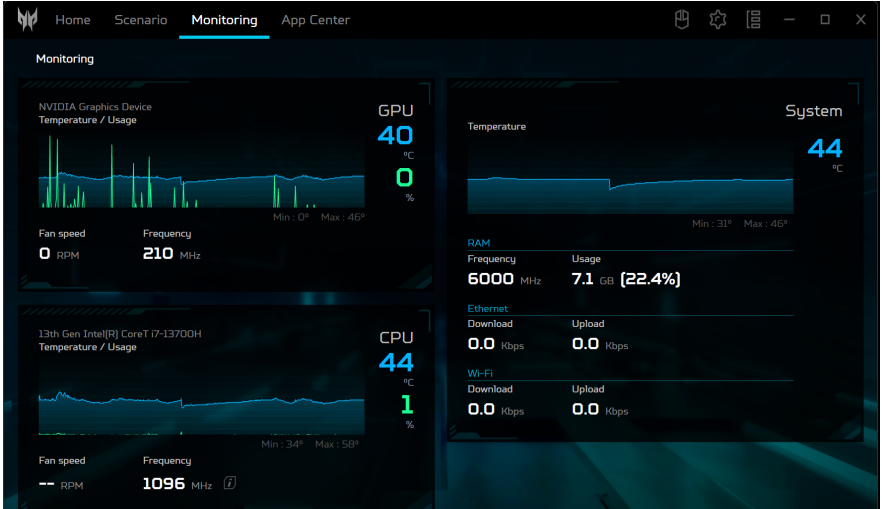 Home Scenario Monitoring App Center
Monitoring
NVIDIA Graphics Device
Temperature / Usage
GPU
40
°C
0
%
Min : 0° Max : 46°
Fan speed Frequency
0 RPM 210 MHz
13th Gen Intel(R) CoreT i7-13700H
Temperature / Usage
CPU
44
°C
1
%
Min : 34° Max : 58°
Fan speed Frequency
-- RPM 1096 MHz i
System
Temperature
44
°C
Min : 31° Max : 46°
RAM
Frequency Usage
6000 MHz 7.1 GB (22.4%)
Ethernet
Download Upload
0.0 Kbps 0.0 Kbps
Wi-Fi
Download Upload
0.0 Kbps 0.0 Kbps